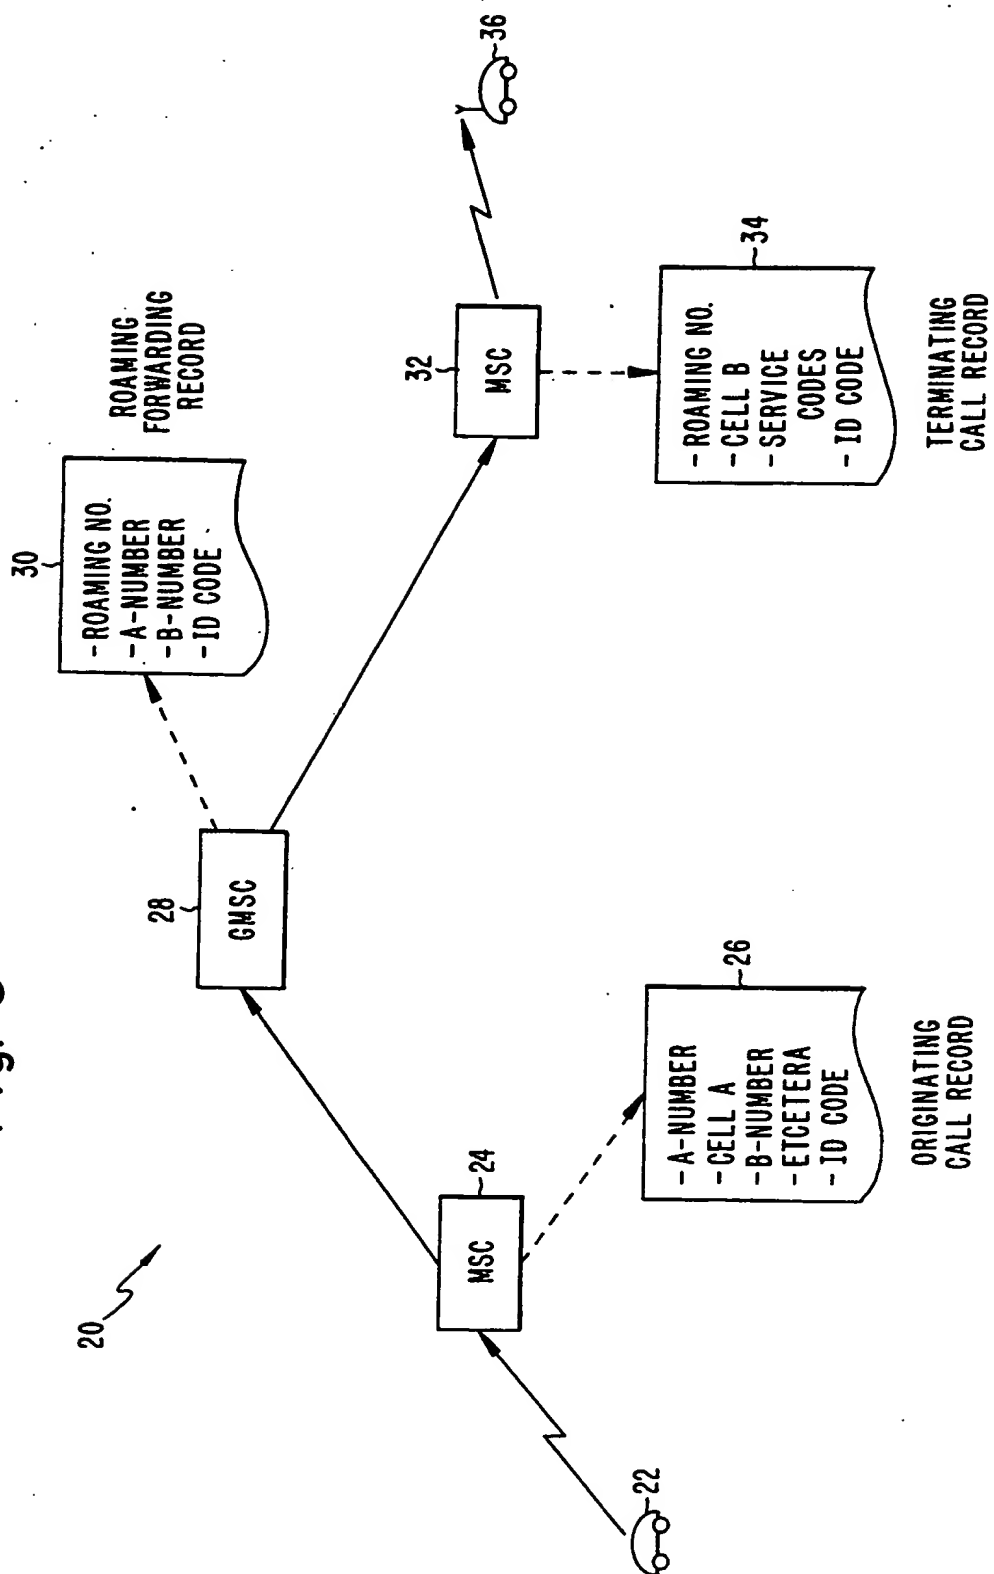 Fig.
20
30
- ROAMING NO.
- A-NUMBER
- B-NUMBER
- ID CODE
ROAMING
FORWARDING
RECORD
28
GMSC
24
MSC
32
MSC
36
22
26
- A-NUMBER
- CELL A
- B-NUMBER
- ETCETERA
- ID CODE
ORIGINATING
CALL RECORD
34
- ROAMING NO.
- CELL B
- SERVICE
CODES
- ID CODE
TERMINATING
CALL RECORD